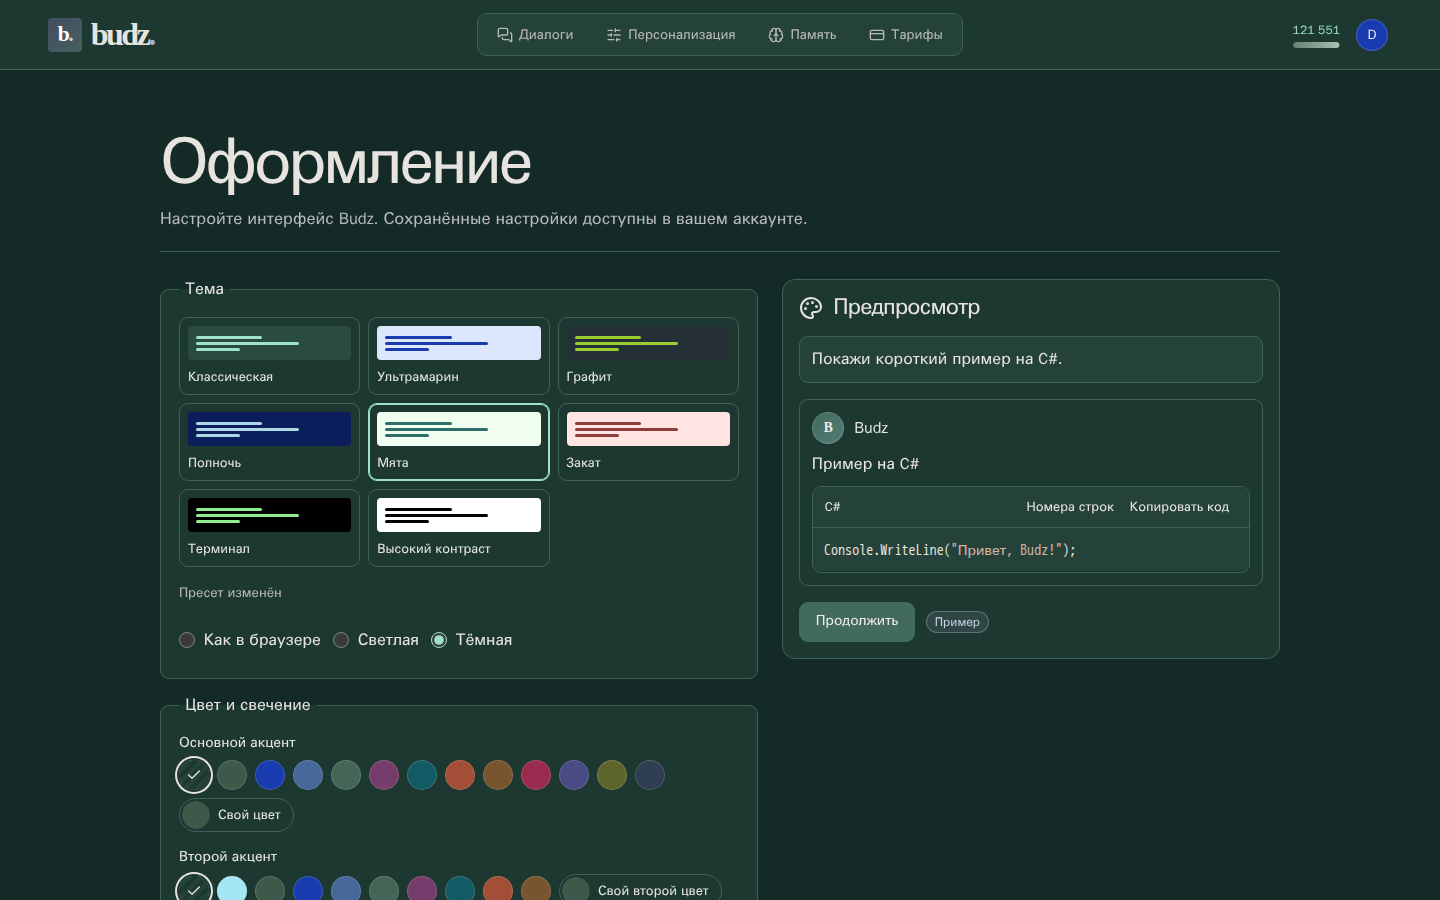 b. budz.
Диалоги
Персонализация
Память
Тарифы
121 551
D
Оформление
Настройте интерфейс Budz. Сохранённые настройки доступны в вашем аккаунте.
Тема
Классическая
Ультрамарин
Графит
Полночь
Мята
Закат
Терминал
Высокий контраст
Пресет изменён
Как в браузере
Светлая
Тёмная
Цвет и свечение
Основной акцент
Свой цвет
Второй акцент
Свой второй цвет
Предпросмотр
Покажи короткий пример на C#.
B Budz
Пример на C#
C# Номера строк Копировать код
Console.WriteLine("Привет, Budz!");
Продолжить
Пример